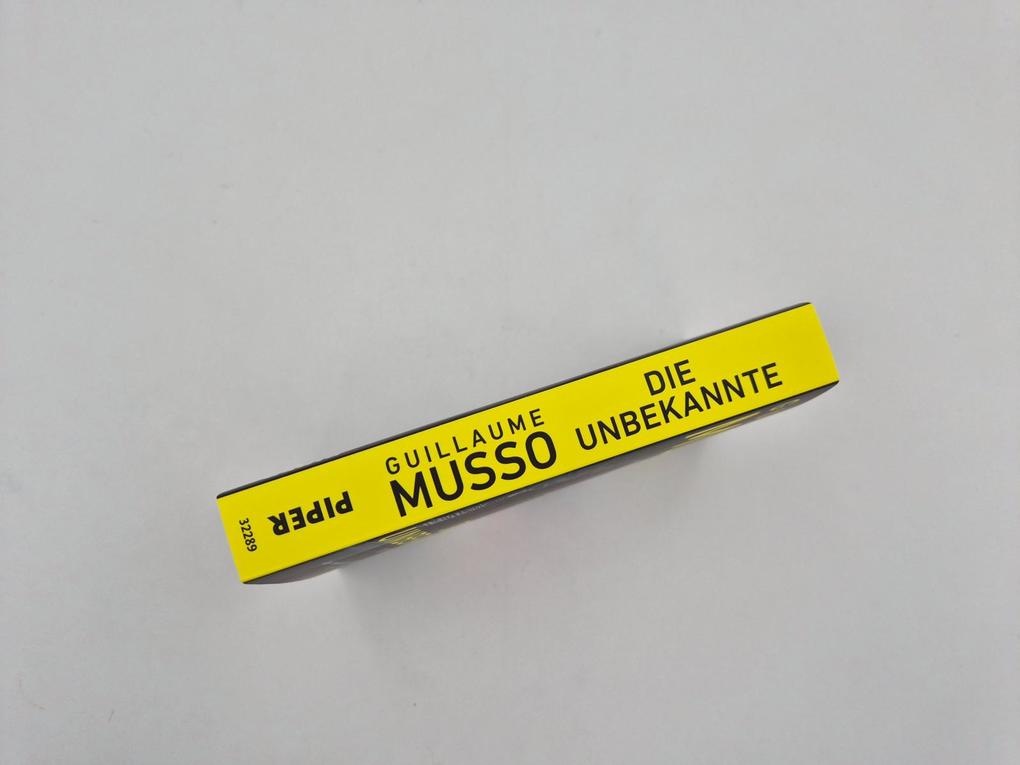 GUILLAUME
MUSSO
DIE
UNBEKANNTE
PIPER
32289